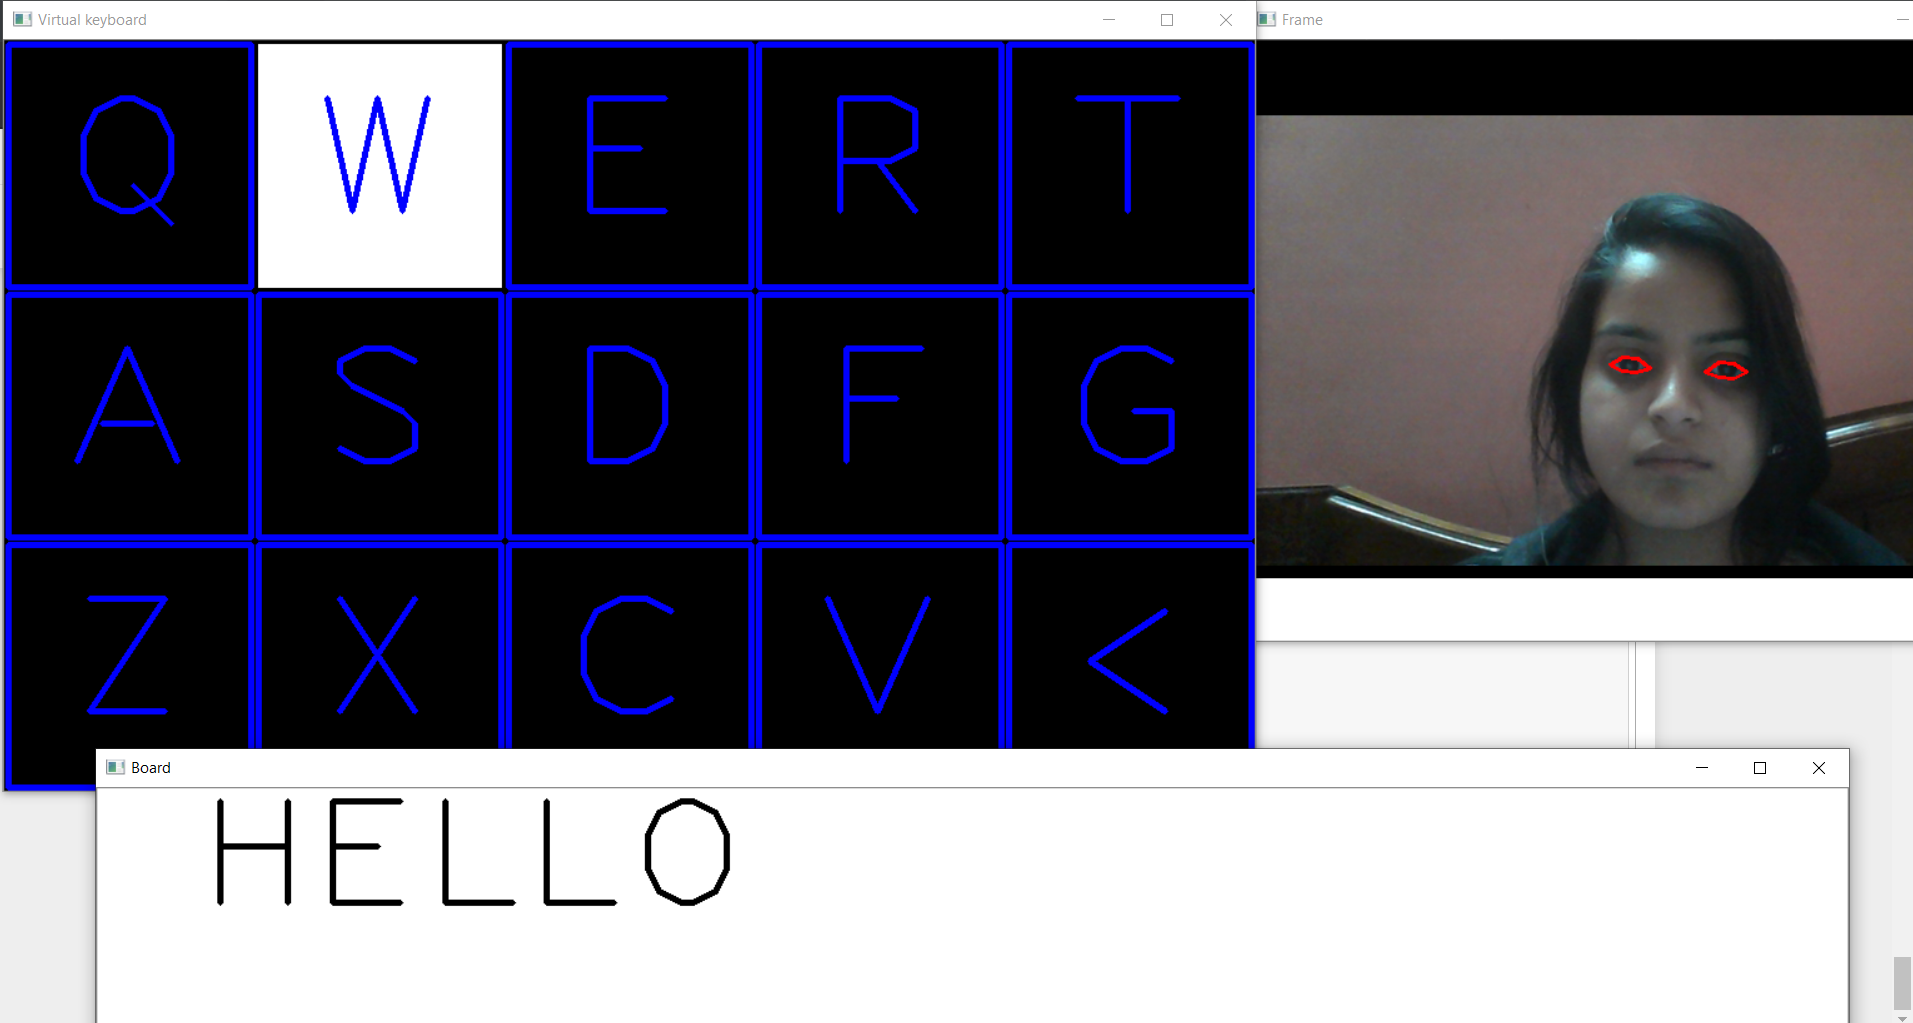 Virtual keyboard
Frame
Q W E R T
A S D F G
Z X C V <
Board
HELLO